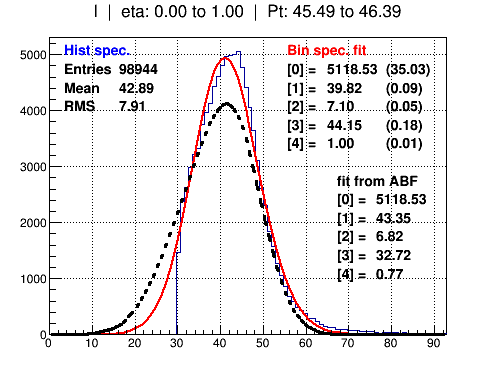 I | eta: 0.00 to 1.00 | Pt: 45.49 to 46.39
Hist spec.
Entries 98944
Mean 42.89
RMS 7.91
Bin spec. fit
[0] = 5118.53 (35.03)
[1] = 39.82 (0.09)
[2] = 7.10 (0.05)
[3] = 44.15 (0.18)
[4] = 1.00 (0.01)
fit from ABF
[0] = 5118.53
[1] = 43.35
[2] = 6.82
[3] = 32.72
[4] = 0.77
5000
4000
3000
2000
1000
0
0 10 20 30 40 50 60 70 80 90